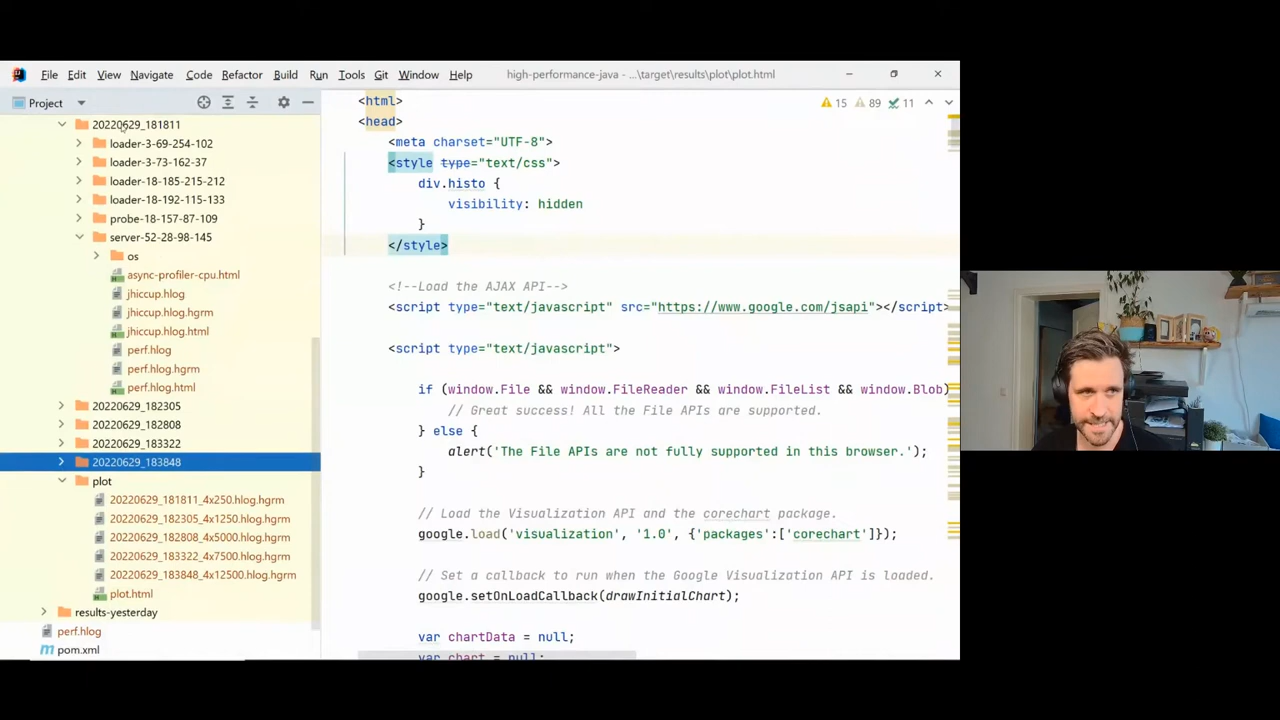 File Edit View Navigate Code Refactor Build Run Tools Git Window Help high-performance-java - ...\target\results\plot\plot.html
Project
15 89 11
20220629_181811
loader-3-69-254-102
loader-3-73-162-37
loader-18-185-215-212
loader-18-192-115-133
probe-18-157-87-109
server-52-28-98-145
os
async-profiler-cpu.html
jhiccup.hlog
jhiccup.hlog.hgrm
jhiccup.hlog.html
perf.hlog
perf.hlog.hgrm
perf.hlog.html
20220629_182305
20220629_182808
20220629_183322
20220629_183848
plot
20220629_181811_4x250.hlog.hgrm
20220629_182305_4x1250.hlog.hgrm
20220629_182808_4x5000.hlog.hgrm
20220629_183322_4x7500.hlog.hgrm
20220629_183848_4x12500.hlog.hgrm
plot.html
results-yesterday
perf.hlog
pom.xml
<html>
<head>
<meta charset="UTF-8">
<style type="text/css">
div.histo {
visibility: hidden
}
</style>
<!--Load the AJAX API-->
<script type="text/javascript" src="https://www.google.com/jsapi"></script>
<script type="text/javascript">
if (window.File && window.FileReader && window.FileList && window.Blob)
// Great success! All the File APIs are supported.
} else {
alert('The File APIs are not fully supported in this browser.');
}
// Load the Visualization API and the corechart package.
google.load('visualization', '1.0', {'packages':['corechart']});
// Set a callback to run when the Google Visualization API is loaded.
google.setOnLoadCallback(drawInitialChart);
var chartData = null;
var chart = null;